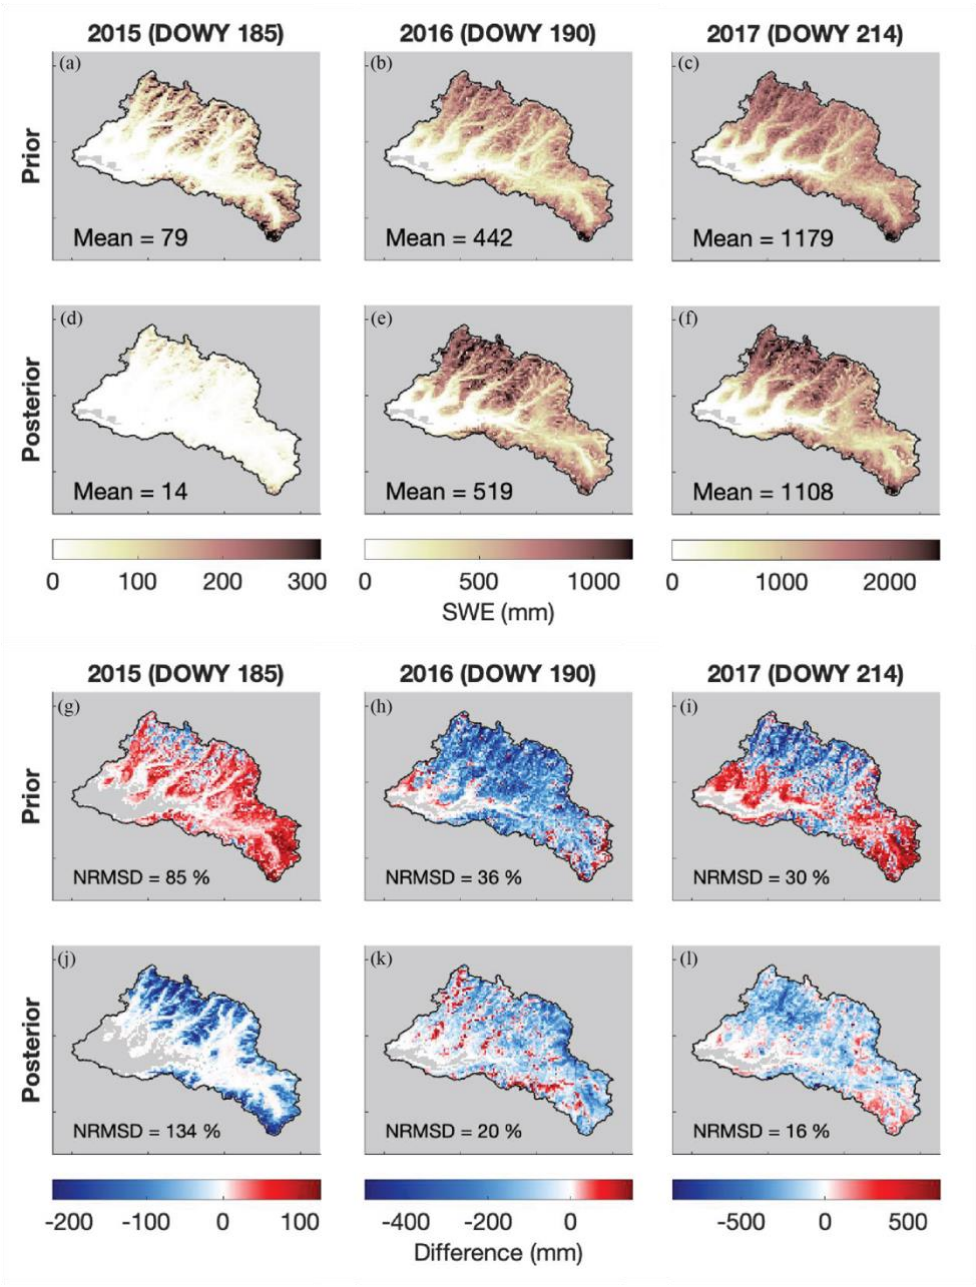 2015 (DOWY 185) 2016 (DOWY 190) 2017 (DOWY 214)
Prior
(a) (b) (c)
Mean = 79 Mean = 442 Mean = 1179
Posterior
(d) (e) (f)
Mean = 14 Mean = 519 Mean = 1108
0 100 200 300 0 500 1000 0 1000 2000
SWE (mm)
2015 (DOWY 185) 2016 (DOWY 190) 2017 (DOWY 214)
Prior
(g) (h) (i)
NRMSD = 85 % NRMSD = 36 % NRMSD = 30 %
Posterior
(j) (k) (l)
NRMSD = 134 % NRMSD = 20 % NRMSD = 16 %
-200 -100 0 100 -400 -200 0 -500 0 500
Difference (mm)